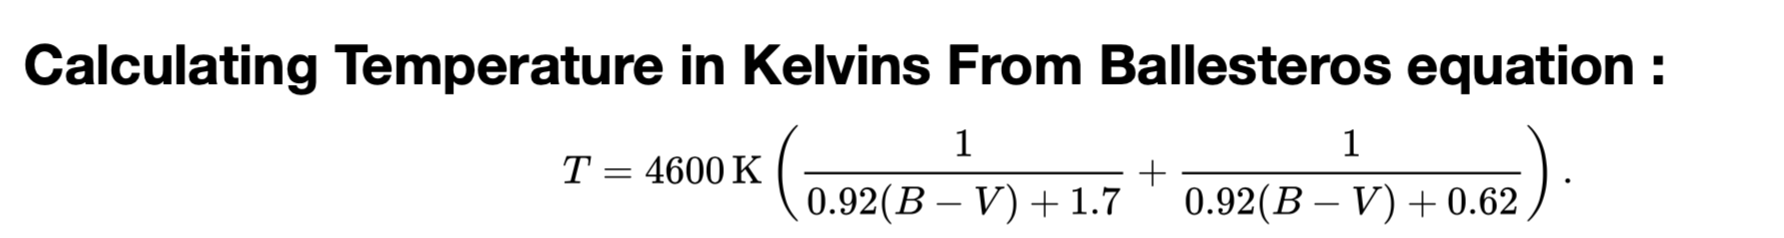 Calculating Temperature in Kelvins From Ballesteros equation :
T = 4600 K ( 1 / (0.92(B − V) + 1.7) + 1 / (0.92(B − V) + 0.62) ) .